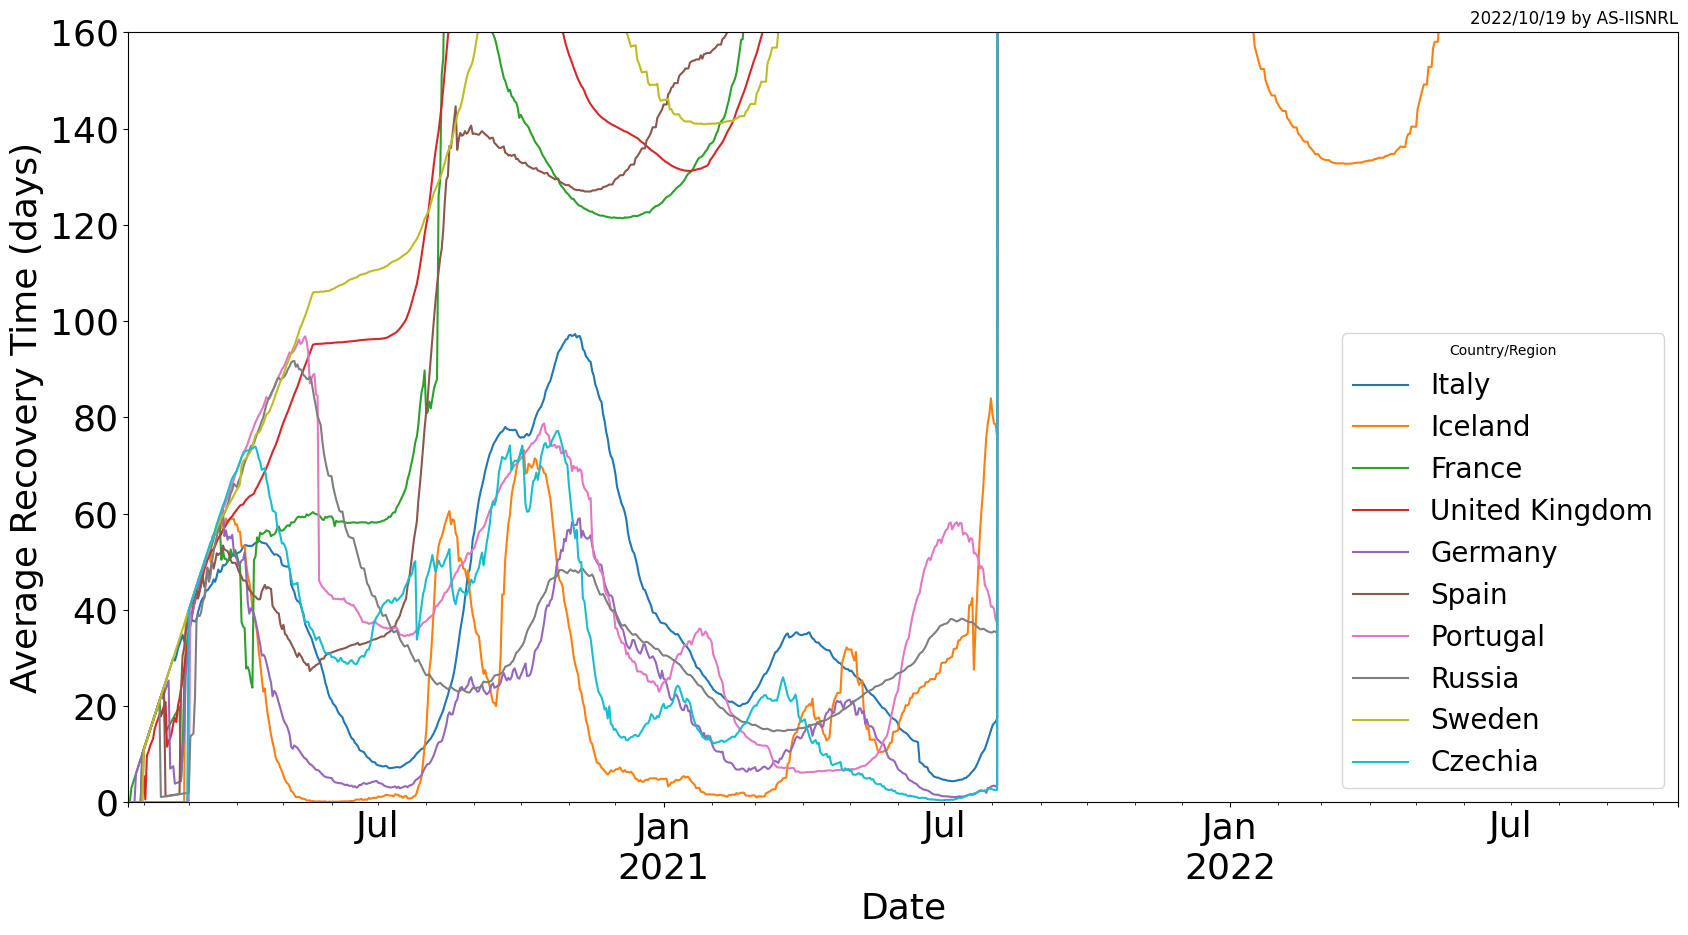 2022/10/19 by AS-IISNRL
160
140
120
100
80
60
40
20
0
Average Recovery Time (days)
Country/Region
Italy
Iceland
France
United Kingdom
Germany
Spain
Portugal
Russia
Sweden
Czechia
Jul
Jan
2021
Jul
Jan
2022
Jul
Date